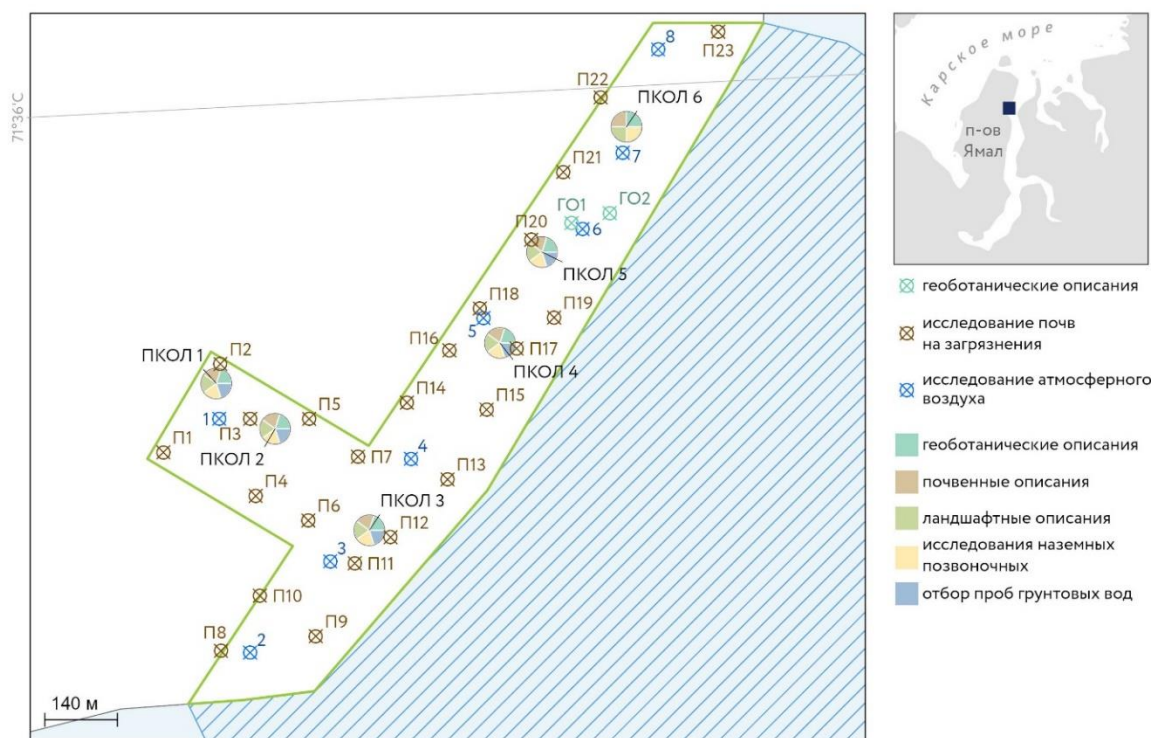 8
П23
П22
71°36'С
ПКОЛ 6
7
П21
ГО1
ГО2
П20
6
ПКОЛ 5
П18
П19
5
П16
П17
ПКОЛ 4
П2
ПКОЛ 1
П14
П15
1
П3
П5
П1
ПКОЛ 2
П7
4
П13
П4
ПКОЛ 3
П6
П12
3
П11
П10
П9
П8
2
140 м
Карское море
п-ов
Ямал
геоботанические описания
исследование почв
на загрязнения
исследование атмосферного
воздуха
геоботанические описания
почвенные описания
ландшафтные описания
исследования наземных
позвоночных
отбор проб грунтовых вод